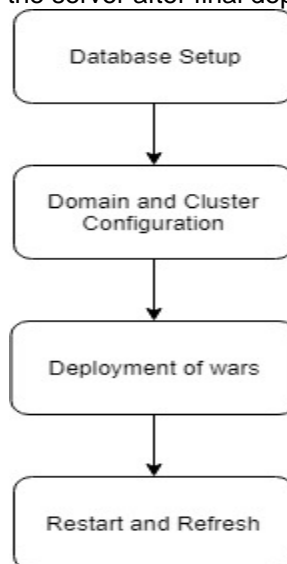 the server after final dep
Database Setup
Domain and Cluster
Configuration
Deployment of wars
Restart and Refresh